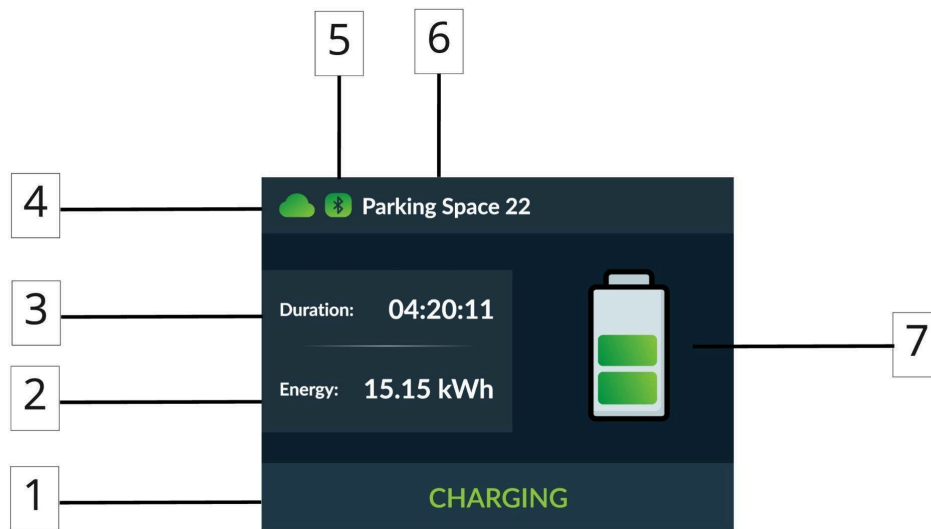 5
6
4
Parking Space 22
3
Duration: 04:20:11
7
2
Energy: 15.15 kWh
1
CHARGING